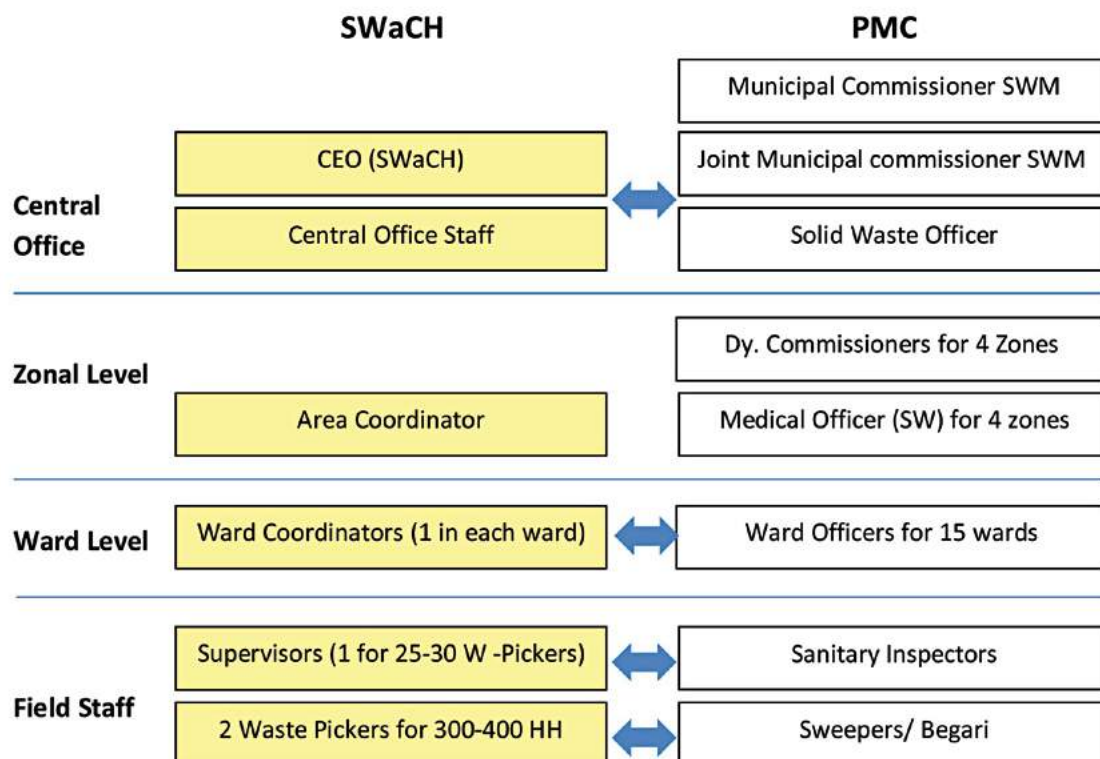 SWaCH
PMC
Municipal Commissioner SWM
CEO (SWaCH)
Joint Municipal commissioner SWM
Central
Office
Central Office Staff
Solid Waste Officer
Dy. Commissioners for 4 Zones
Zonal Level
Area Coordinator
Medical Officer (SW) for 4 zones
Ward Level
Ward Coordinators (1 in each ward)
Ward Officers for 15 wards
Supervisors (1 for 25-30 W -Pickers)
Sanitary Inspectors
Field Staff
2 Waste Pickers for 300-400 HH
Sweepers/ Begari